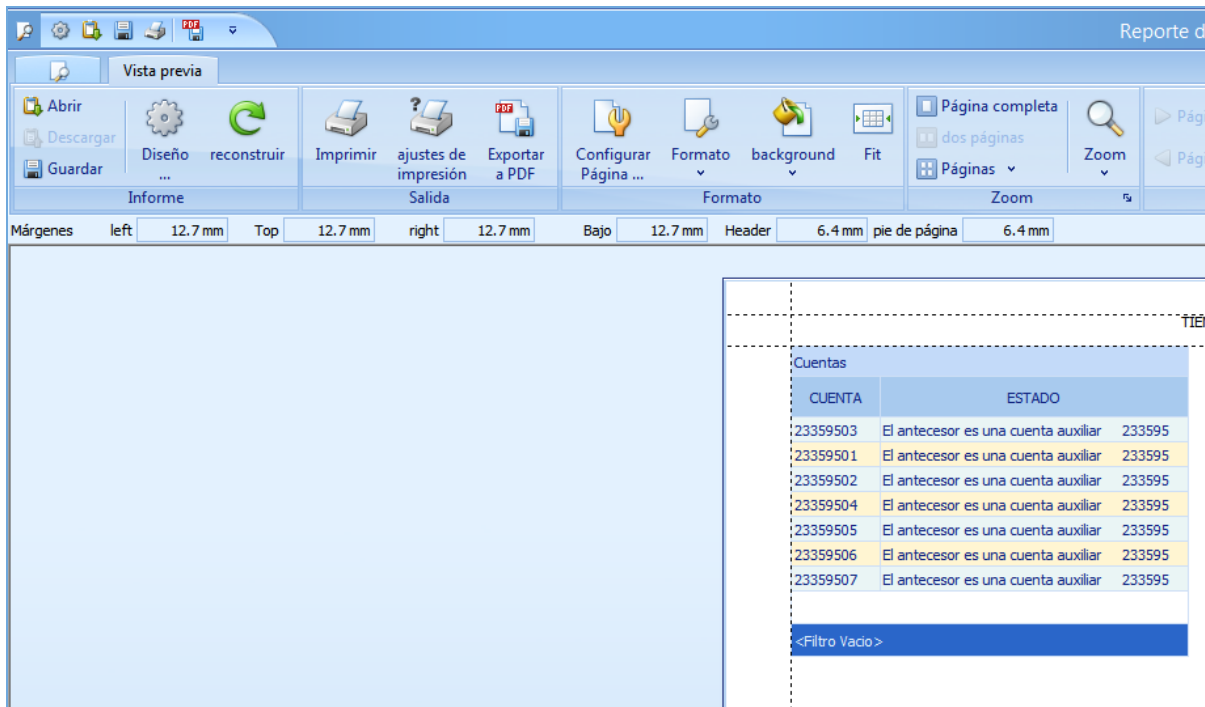 Reporte d
Vista previa
Abrir
Descargar
Guardar
Diseño ...
reconstruir
Informe
Imprimir
ajustes de impresión
Exportar a PDF
Salida
Configurar Página ...
Formato
background
Fit
Formato
Página completa
dos páginas
Páginas
Zoom
Zoom
Pági
Pági
Márgenes left 12.7 mm Top 12.7 mm right 12.7 mm Bajo 12.7 mm Header 6.4 mm pie de página 6.4 mm
TIEN
Cuentas
CUENTA ESTADO
23359503 El antecesor es una cuenta auxiliar 233595
23359501 El antecesor es una cuenta auxiliar 233595
23359502 El antecesor es una cuenta auxiliar 233595
23359504 El antecesor es una cuenta auxiliar 233595
23359505 El antecesor es una cuenta auxiliar 233595
23359506 El antecesor es una cuenta auxiliar 233595
23359507 El antecesor es una cuenta auxiliar 233595
<Filtro Vacio>